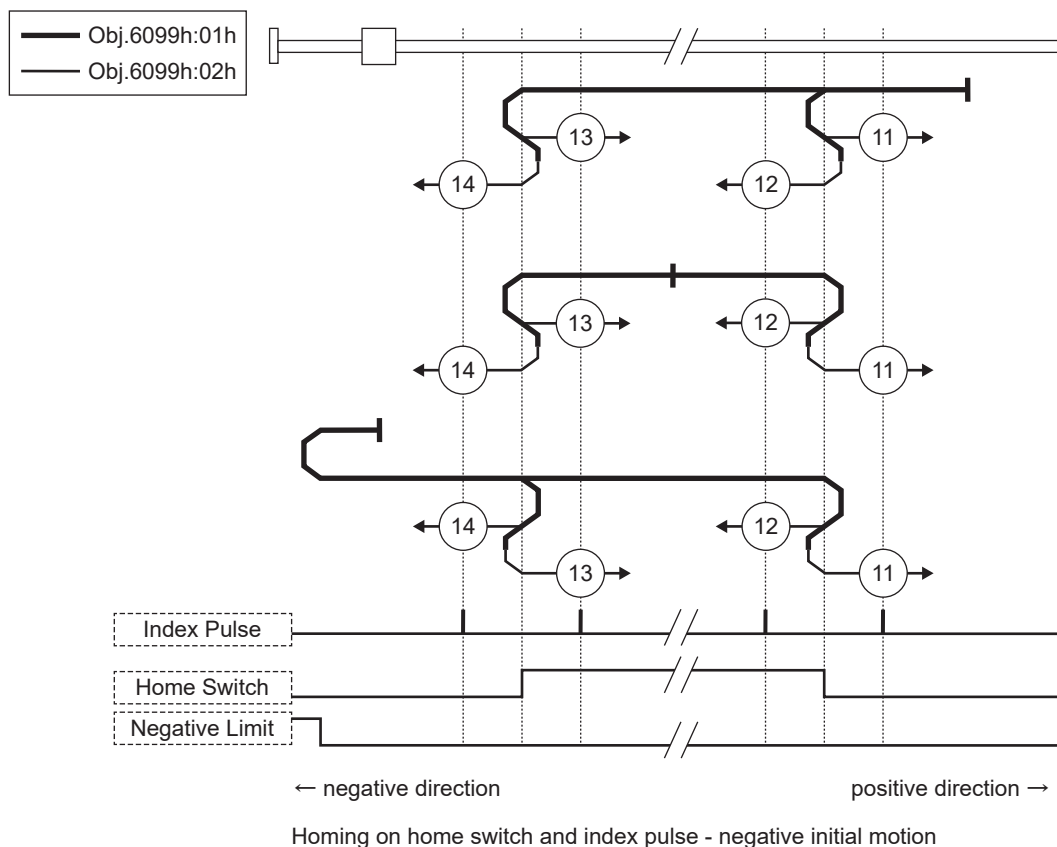 Obj.6099h:01h
Obj.6099h:02h
13 11
14 12
13 12
14 11
14 12
13 11
Index Pulse
Home Switch
Negative Limit
← negative direction positive direction →
Homing on home switch and index pulse - negative initial motion